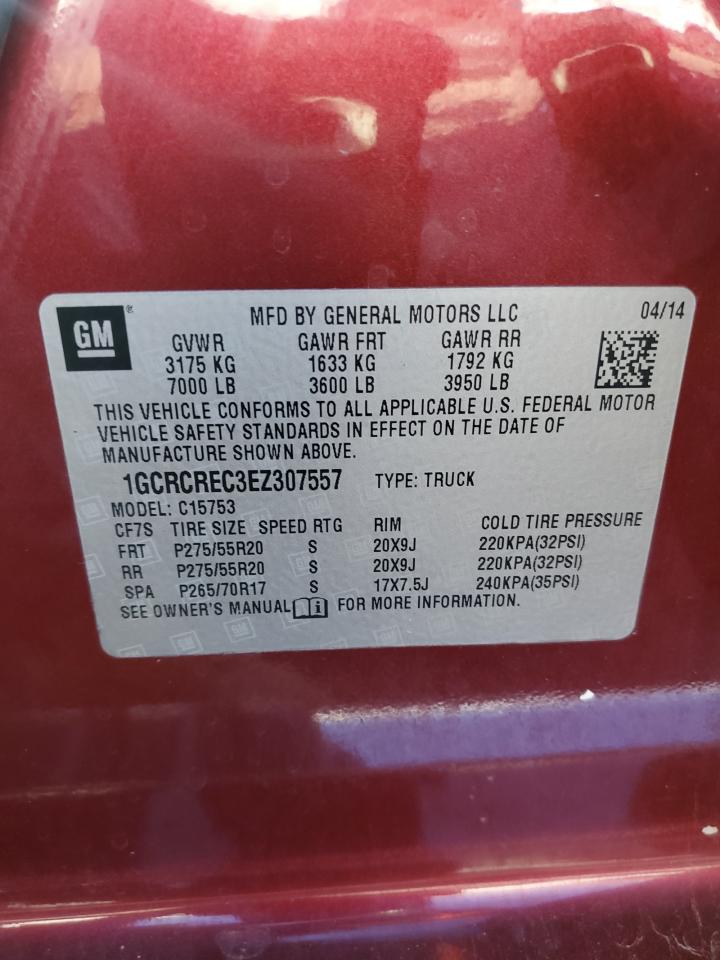 GM®
MFD BY GENERAL MOTORS LLC 04/14
GVWR GAWR FRT GAWR RR
3175 KG 1633 KG 1792 KG
7000 LB 3600 LB 3950 LB
THIS VEHICLE CONFORMS TO ALL APPLICABLE U.S. FEDERAL MOTOR
VEHICLE SAFETY STANDARDS IN EFFECT ON THE DATE OF
MANUFACTURE SHOWN ABOVE.
1GCRCREC3EZ307557 TYPE: TRUCK
MODEL: C15753
CF7S TIRE SIZE SPEED RTG RIM COLD TIRE PRESSURE
FRT P275/55R20 S 20X9J 220KPA(32PSI)
RR P275/55R20 S 20X9J 220KPA(32PSI)
SPA P265/70R17 S 17X7.5J 240KPA(35PSI)
SEE OWNER'S MANUAL FOR MORE INFORMATION.